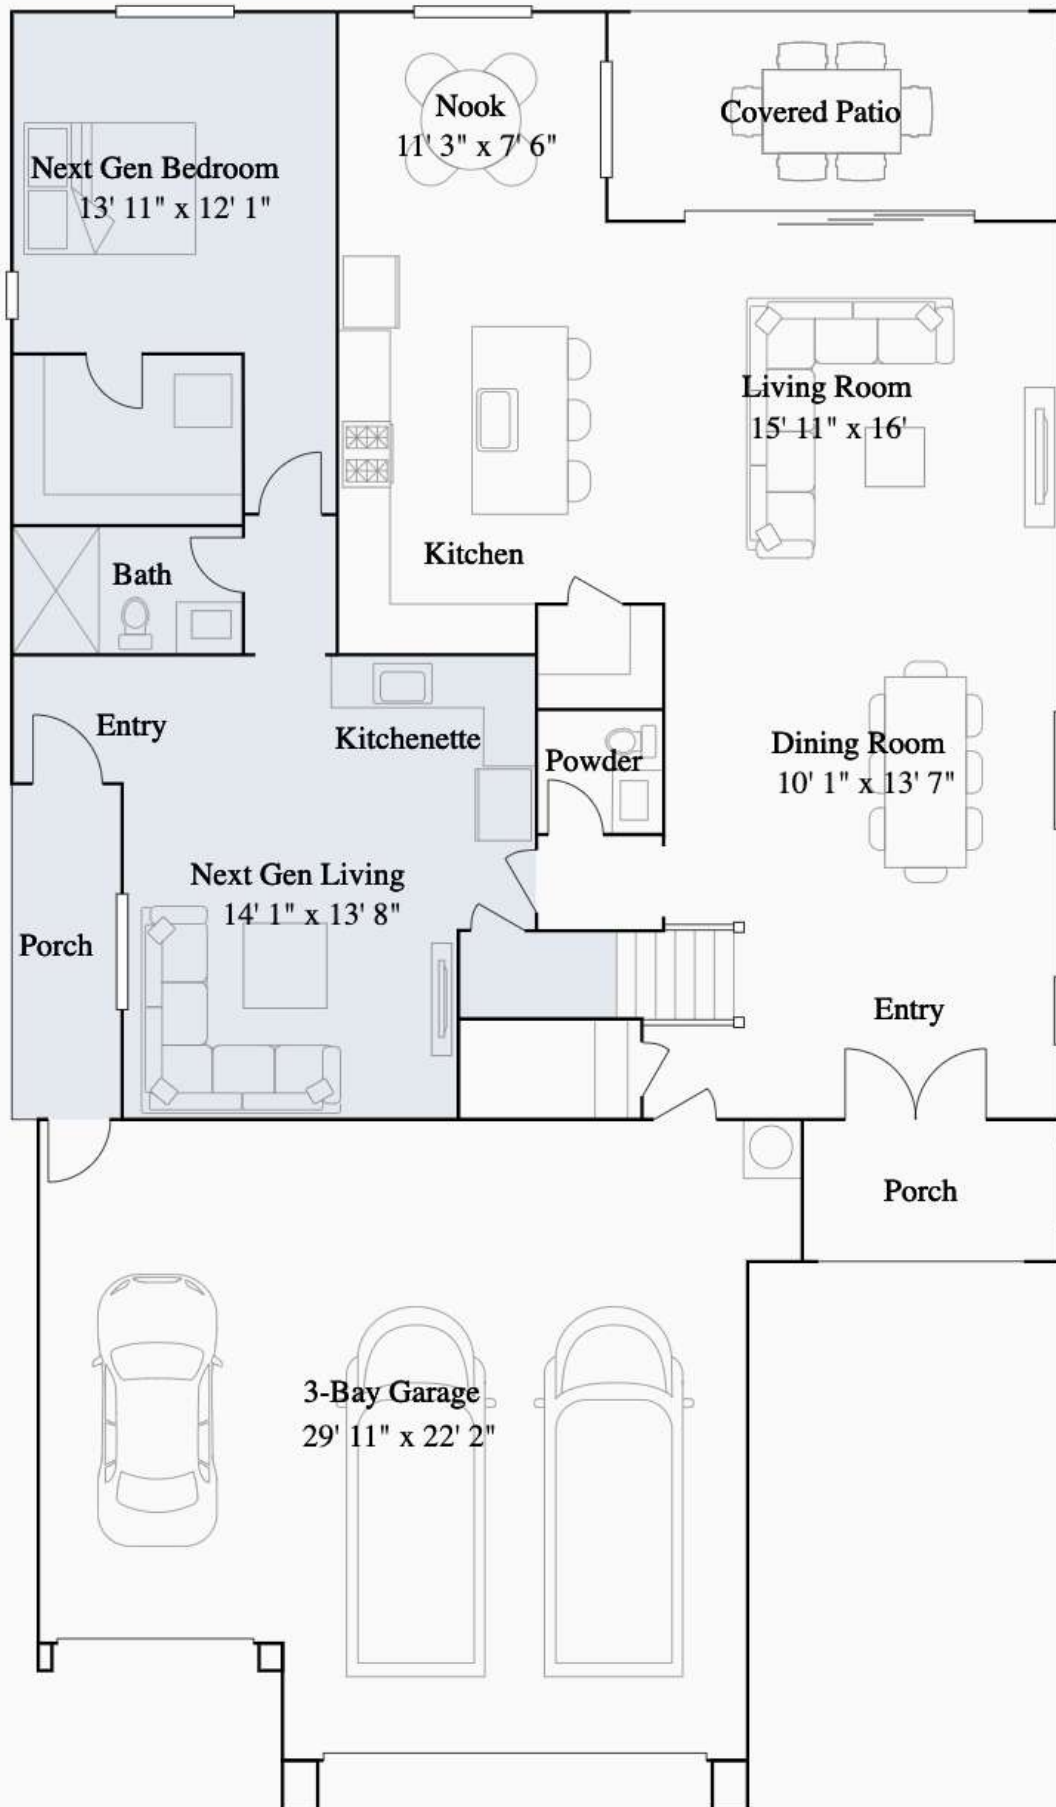 Nook
11' 3" x 7' 6"
Covered Patio
Next Gen Bedroom
13' 11" x 12' 1"
Living Room
15' 11" x 16'
Kitchen
Bath
Entry
Kitchenette
Powder
Dining Room
10' 1" x 13' 7"
Next Gen Living
14' 1" x 13' 8"
Porch
Entry
Porch
3-Bay Garage
29' 11" x 22' 2"